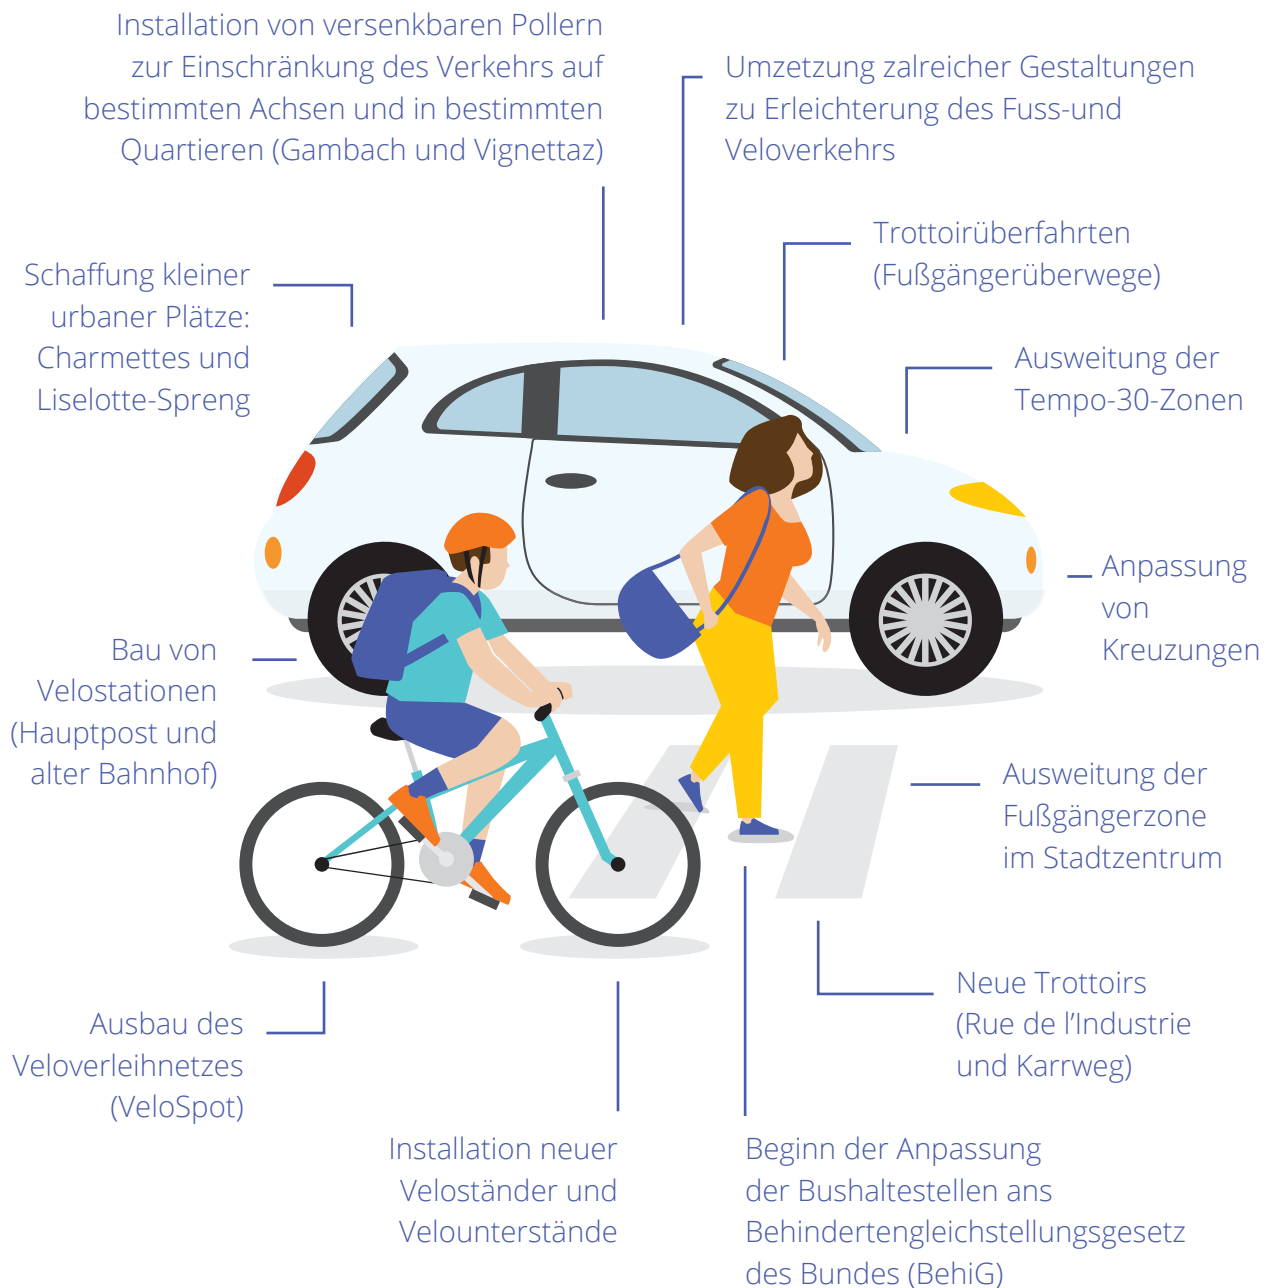 Installation von versenkbaren Pollern
zur Einschränkung des Verkehrs auf
bestimmten Achsen und in bestimmten
Quartieren (Gambach und Vignettaz)
Umzetzung zalreicher Gestaltungen
zu Erleichterung des Fuss-und
Veloverkehrs
Trottoirüberfahrten
(Fußgängerüberwege)
Schaffung kleiner
urbaner Plätze:
Charmettes und
Liselotte-Spreng
Ausweitung der
Tempo-30-Zonen
Anpassung
von
Kreuzungen
Bau von
Velostationen
(Hauptpost und
alter Bahnhof)
Ausweitung der
Fußgängerzone
im Stadtzentrum
Neue Trottoirs
(Rue de l'Industrie
und Karrweg)
Ausbau des
Veloverleihnetzes
(VeloSpot)
Installation neuer
Veloständer und
Velounterstände
Beginn der Anpassung
der Bushaltestellen ans
Behindertengleichstellungsgesetz
des Bundes (BehiG)